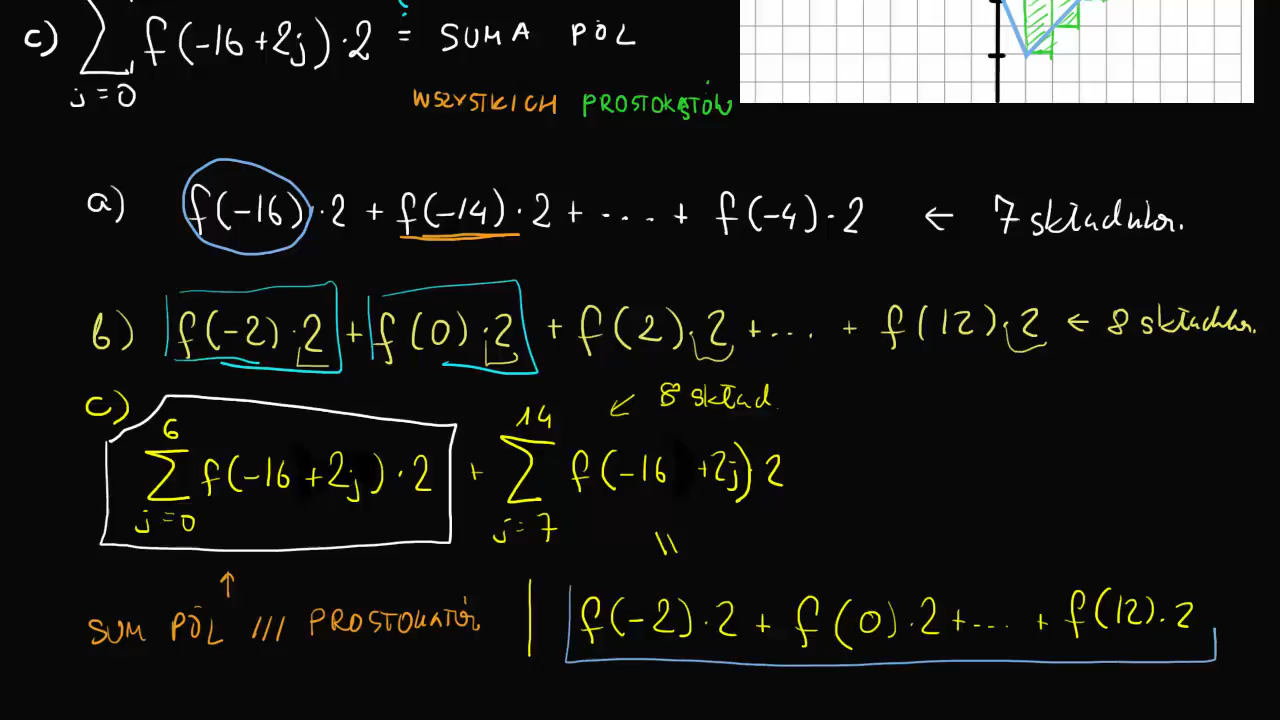 c) ∑ f(-16+2j)·2 = SUMA PÓL
j=0
WSZYSTKICH PROSTOKĄTÓW
a) f(-16)·2 + f(-14)·2 + .... + f(-4)·2 ← 7 składników.
b) f(-2)·2 + f(0)·2 + f(2)·2 + ... + f(12)·2 ← 8 składników.
c) ← 8 skład.
6 14
∑ f(-16+2j)·2 + ∑ f(-16+2j)2
j=0 j=7
||
↑
SUM PÓL /// PROSTOKĄTÓW | f(-2)·2 + f(0)·2 + ... + f(12)·2